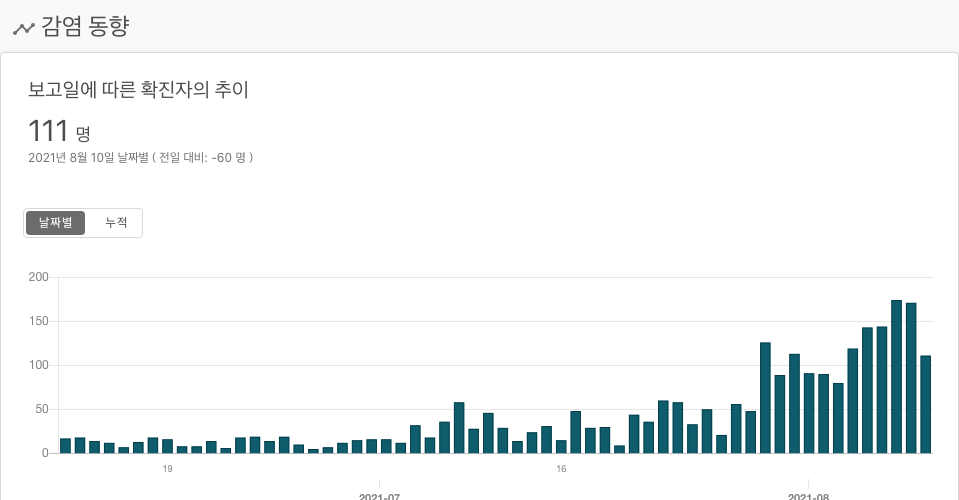 감염 동향
보고일에 따른 확진자의 추이
111 명
2021년 8월 10일 날짜별 ( 전일 대비: -60 명 )
날짜별 누적
200
150
100
50
0
19 16
2021-07 2021-08